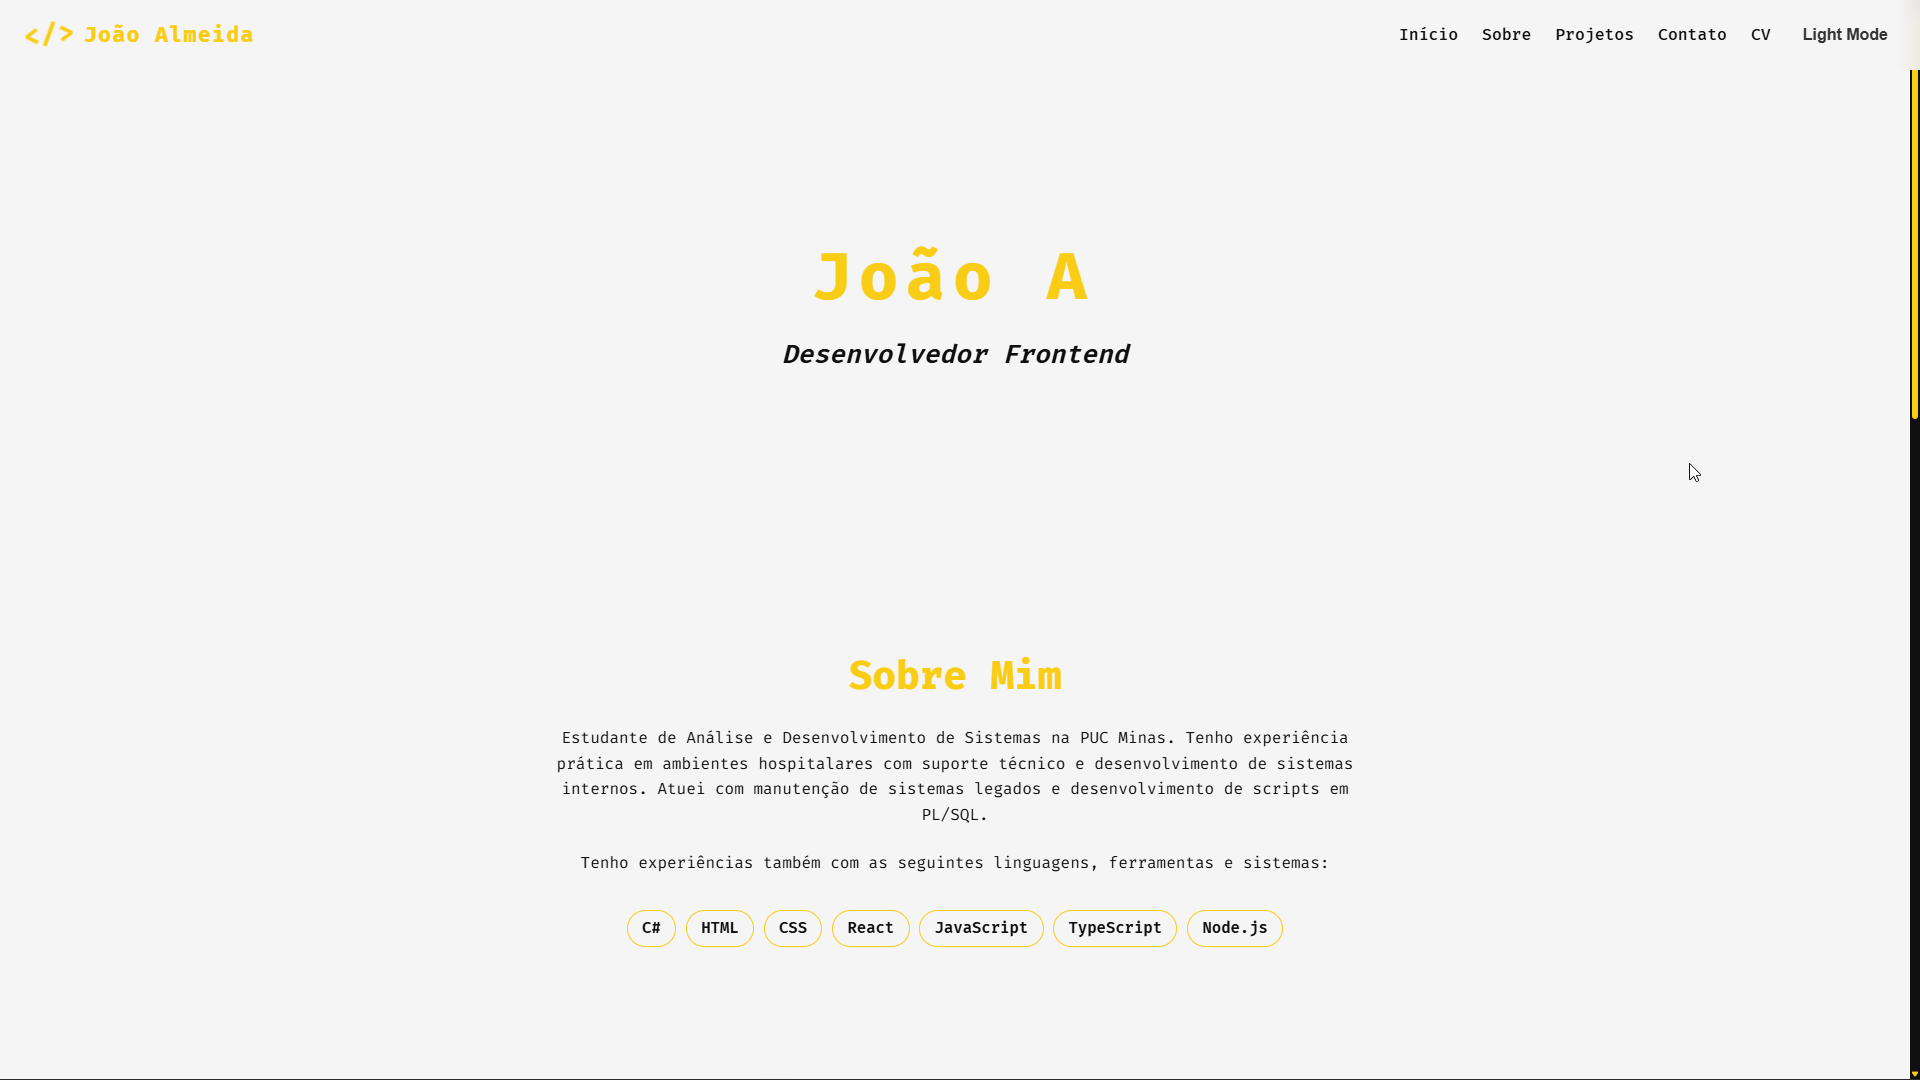 </> João Almeida
Início Sobre Projetos Contato CV Light Mode
João A
Desenvolvedor Frontend
Sobre Mim
Estudante de Análise e Desenvolvimento de Sistemas na PUC Minas. Tenho experiência
prática em ambientes hospitalares com suporte técnico e desenvolvimento de sistemas
internos. Atuei com manutenção de sistemas legados e desenvolvimento de scripts em
PL/SQL.
Tenho experiências também com as seguintes linguagens, ferramentas e sistemas:
C# HTML CSS React JavaScript TypeScript Node.js